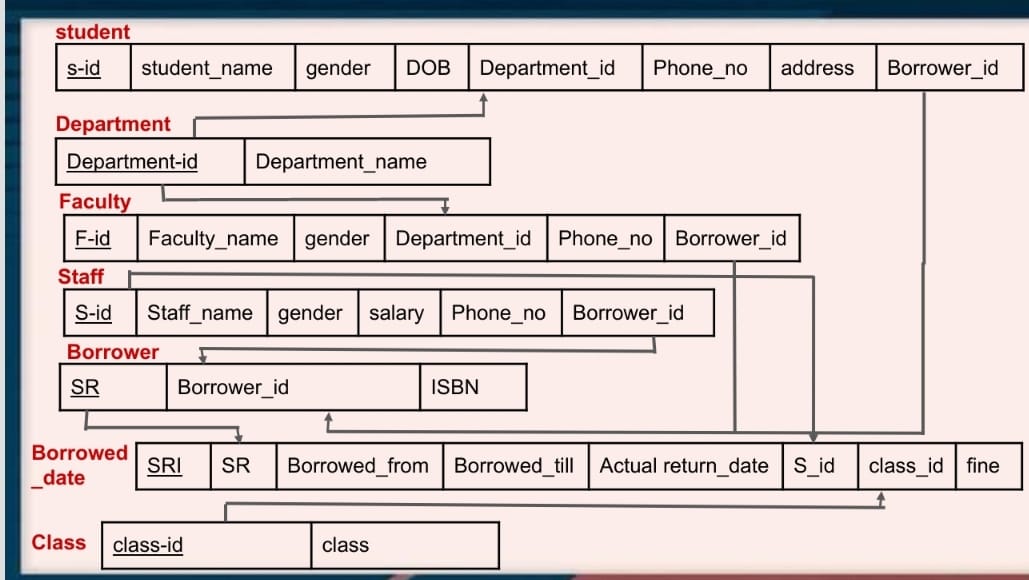 student
s-id student_name gender DOB Department_id Phone_no address Borrower_id
Department
Department-id Department_name
Faculty
F-id Faculty_name gender Department_id Phone_no Borrower_id
Staff
S-id Staff_name gender salary Phone_no Borrower_id
Borrower
SR Borrower_id ISBN
Borrowed
_date
SRI SR Borrowed_from Borrowed_till Actual return_date S_id class_id fine
Class
class-id class